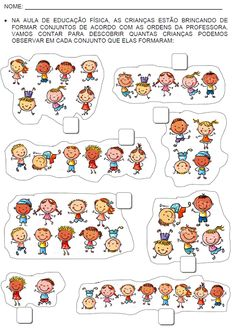 NOME:
• NA AULA DE EDUCAÇÃO FÍSICA, AS CRIANÇAS ESTÃO BRINCANDO DE
FORMAR CONJUNTOS DE ACORDO COM AS ORDENS DA PROFESSORA.
VAMOS CONTAR PARA DESCOBRIR QUANTAS CRIANÇAS PODEMOS
OBSERVAR EM CADA CONJUNTO QUE ELAS FORMARAM: